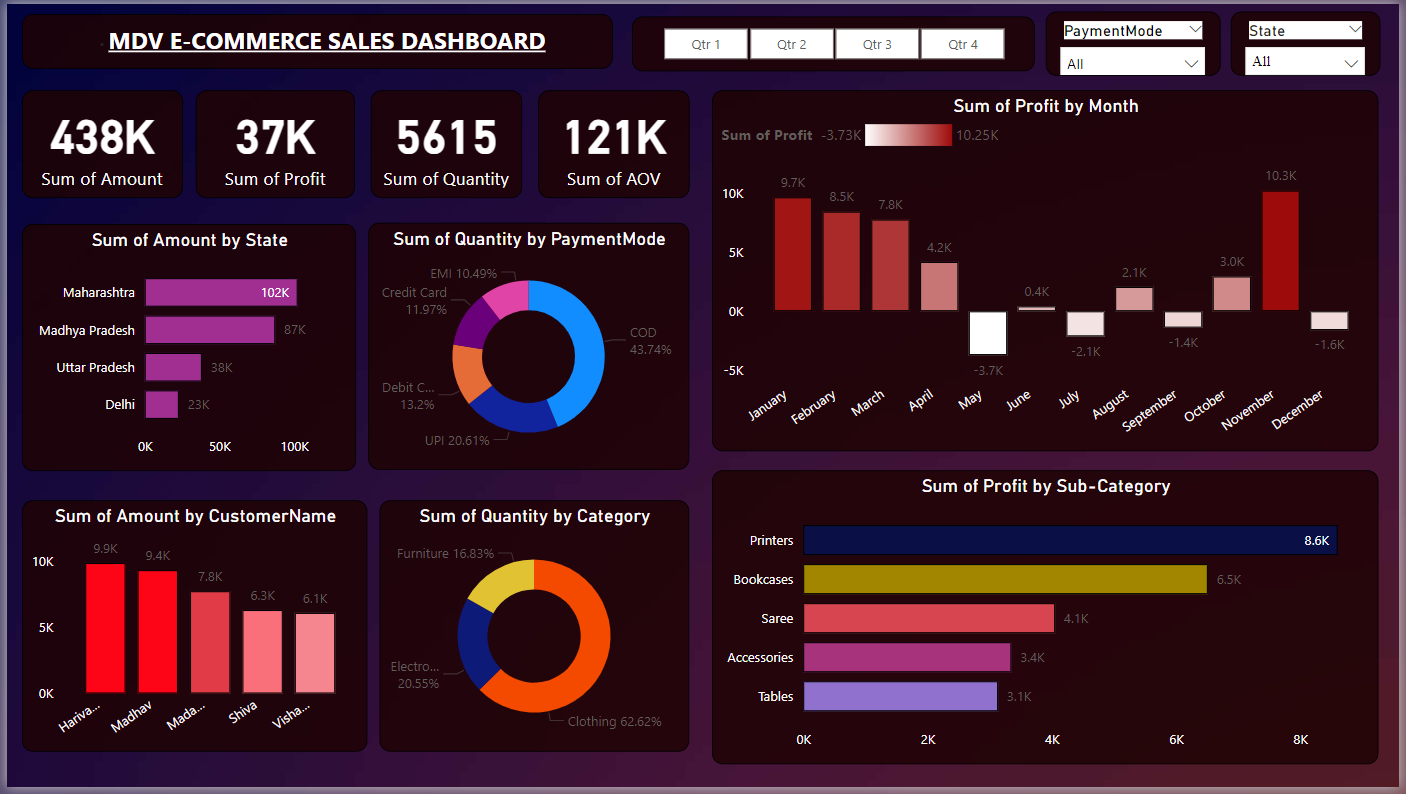 MDV E-COMMERCE SALES DASHBOARD
Qtr 1
Qtr 2
Qtr 3
Qtr 4
PaymentMode
All
State
All
438K
Sum of Amount
37K
Sum of Profit
5615
Sum of Quantity
121K
Sum of AOV
Sum of Profit by Month
Sum of Profit -3.73K 10.25K
10K
5K
0K
-5K
9.7K
8.5K
7.8K
4.2K
-3.7K
0.4K
-2.1K
2.1K
-1.4K
3.0K
10.3K
-1.6K
January
February
March
April
May
June
July
August
September
October
November
December
Sum of Amount by State
Maharashtra 102K
Madhya Pradesh 87K
Uttar Pradesh 38K
Delhi 23K
0K 50K 100K
Sum of Quantity by PaymentMode
EMI 10.49%
Credit Card
11.97%
COD
43.74%
Debit C...
13.2%
UPI 20.61%
Sum of Amount by CustomerName
10K
5K
0K
9.9K
9.4K
7.8K
6.3K
6.1K
Hariva...
Madhav
Mada...
Shiva
Visha...
Sum of Quantity by Category
Furniture 16.83%
Electro...
20.55%
Clothing 62.62%
Sum of Profit by Sub-Category
Printers 8.6K
Bookcases 6.5K
Saree 4.1K
Accessories 3.4K
Tables 3.1K
0K 2K 4K 6K 8K